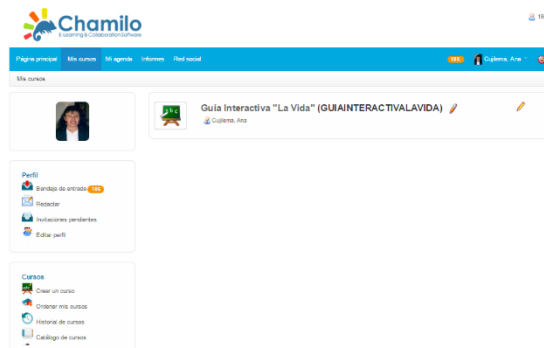 Chamilo
E-Learning & Collaboration Software
Página principal Mis cursos Mi agenda Informes Red social Cujilema, Ana
Mis cursos
Guía Interactiva "La Vida" (GUIAINTERACTIVALAVIDA)
Cujilema, Ana
Perfil
Bandeja de entrada
Redactar
Invitaciones pendientes
Editar perfil
Cursos
Crear un curso
Ordenar mis cursos
Historial de cursos
Catálogo de cursos